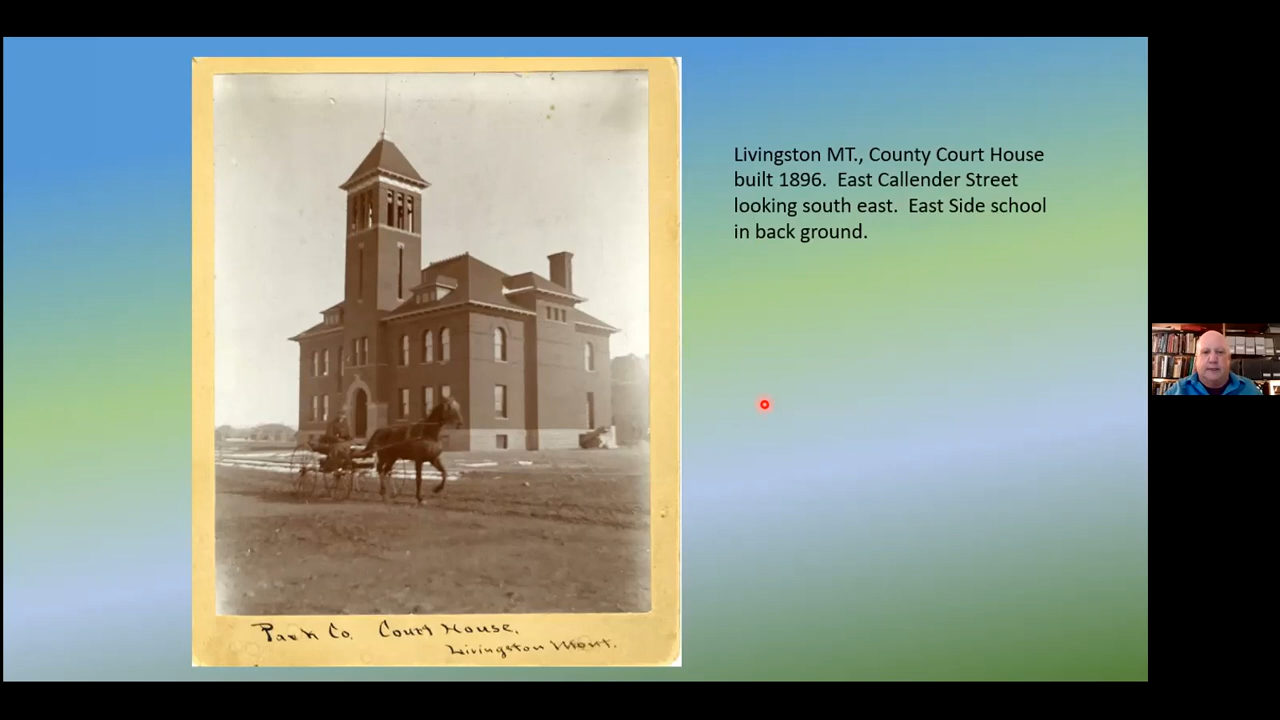 Livingston MT., County Court House
built 1896.  East Callender Street
looking south east.  East Side school
in back ground.
Park Co. Court House,
Livingston Mont.